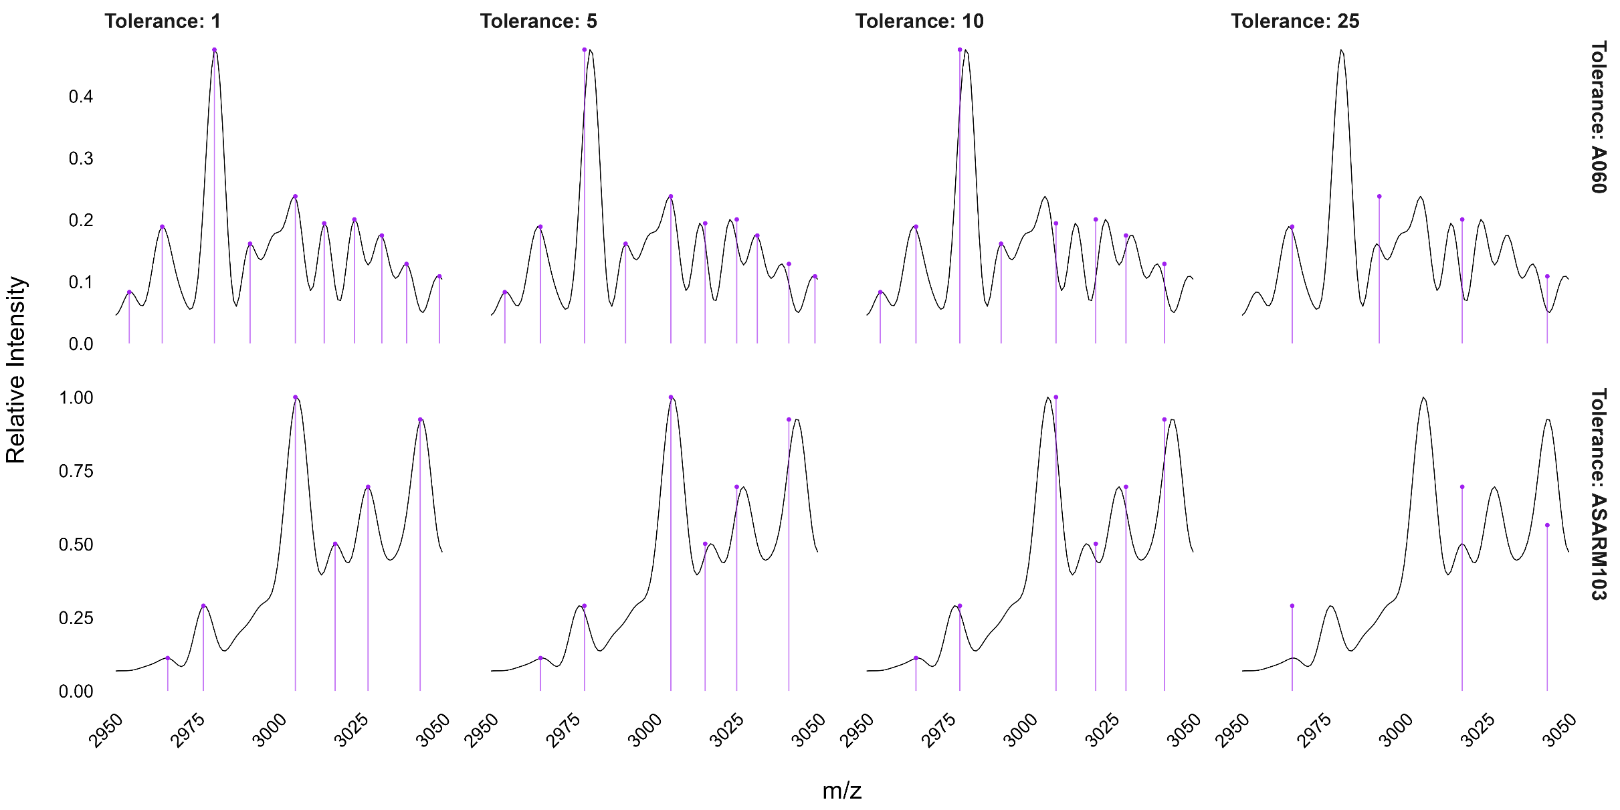 Tolerance: 1
Tolerance: 5
Tolerance: 10
Tolerance: 25
Tolerance: A060
0.4
0.3
0.2
0.1
0.0
Relative Intensity
Tolerance: ASARM103
1.00
0.75
0.50
0.25
0.00
2950 2975 3000 3025 3050 2950 2975 3000 3025 3050 2950 2975 3000 3025 3050 2950 2975 3000 3025 3050
m/z